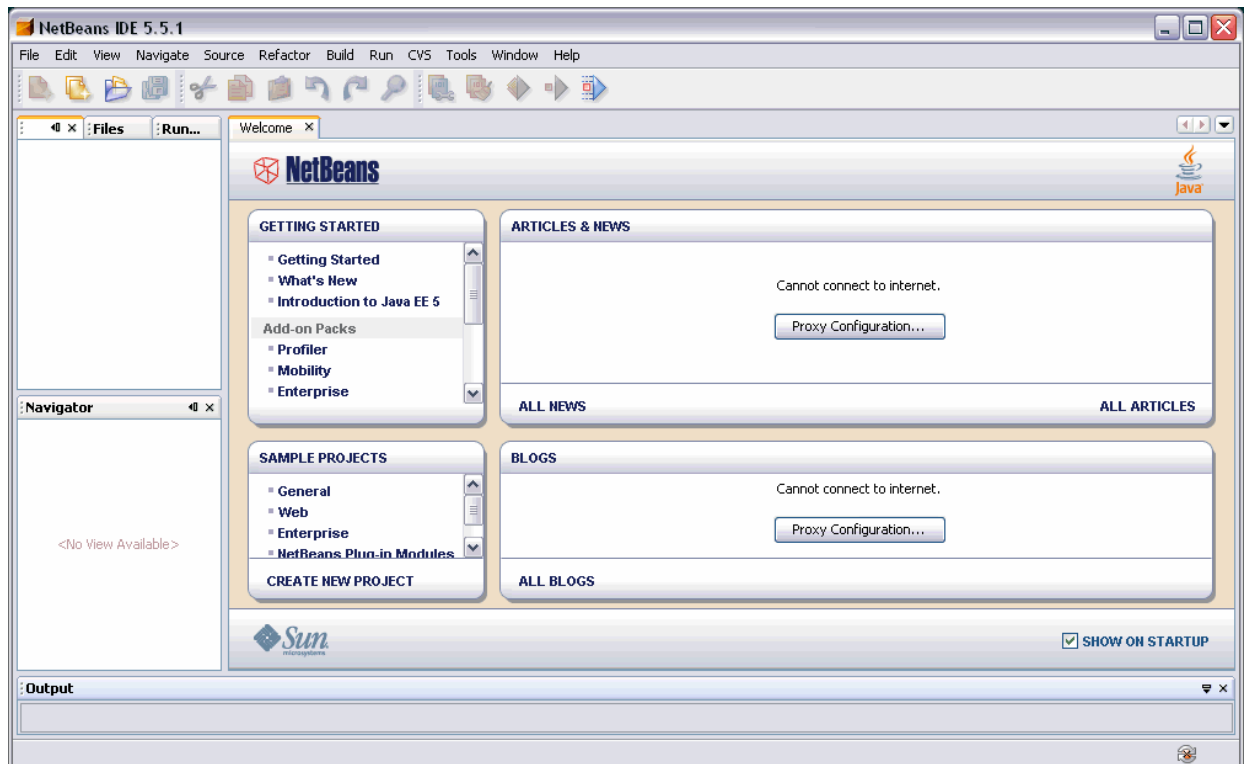 NetBeans IDE 5.5.1
File Edit View Navigate Source Refactor Build Run CVS Tools Window Help
Files Run... Welcome
NetBeans
Java
GETTING STARTED
Getting Started
What's New
Introduction to Java EE 5
Add-on Packs
Profiler
Mobility
Enterprise
ARTICLES & NEWS
Cannot connect to internet.
Proxy Configuration...
ALL NEWS ALL ARTICLES
Navigator
<No View Available>
SAMPLE PROJECTS
General
Web
Enterprise
NetBeans Plug-in Modules
CREATE NEW PROJECT
BLOGS
Cannot connect to internet.
Proxy Configuration...
ALL BLOGS
Sun
microsystems
SHOW ON STARTUP
Output